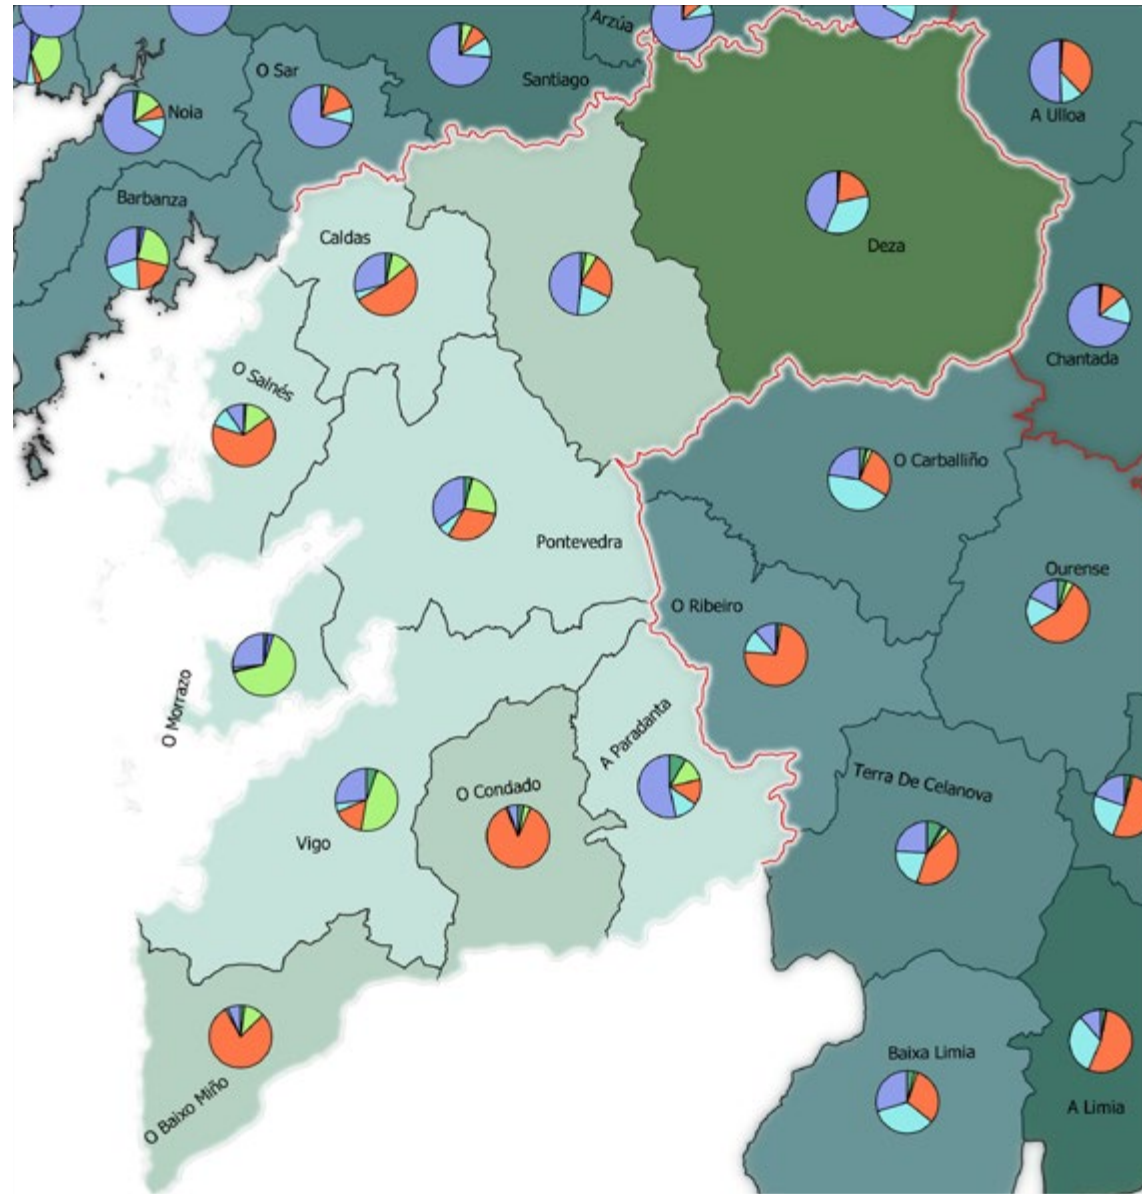 Arzúa
O Sar
Santiago
A Ulloa
Noia
Barbanza
Caldas
Deza
Chantada
O Salnés
O Carballiño
Pontevedra
Ourense
O Ribeiro
O Morrazo
A Paradanta
O Condado
Terra De Celanova
Vigo
Baixa Limia
O Baixo Miño
A Limia